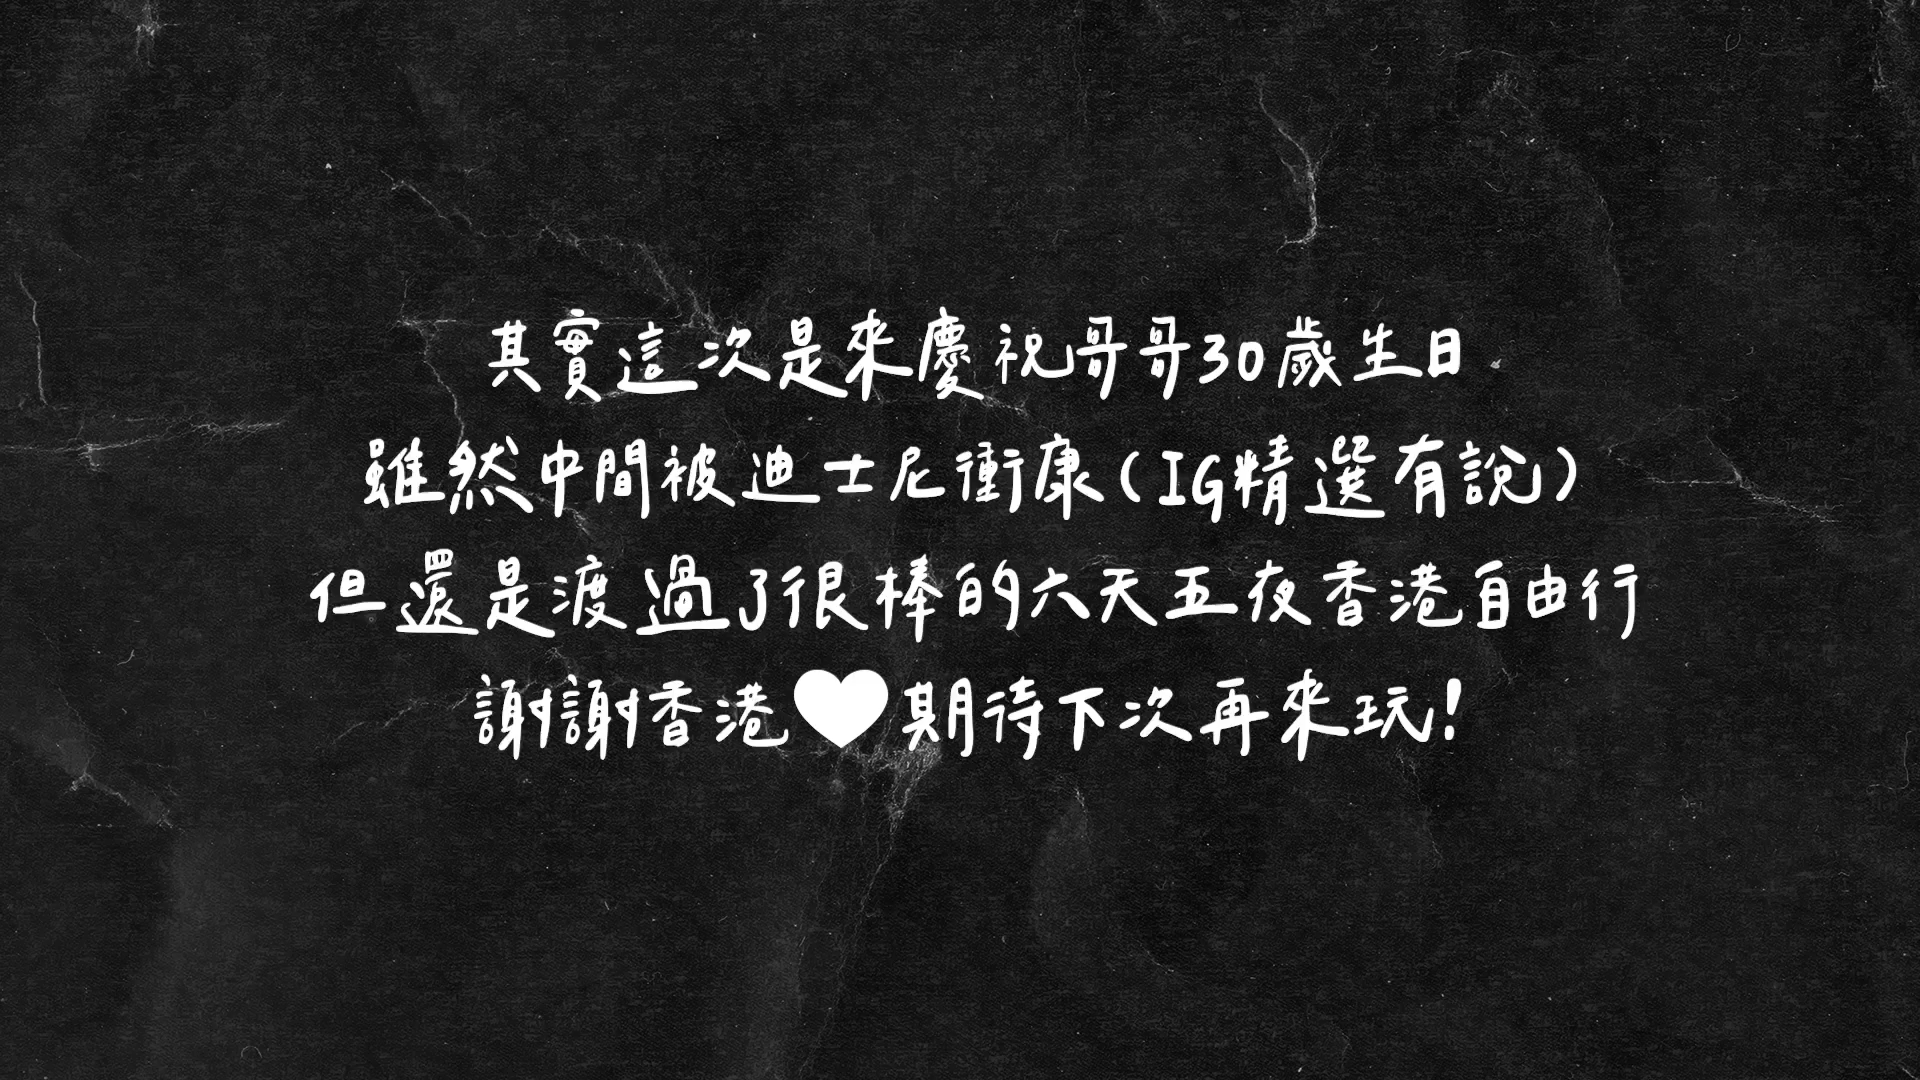 其實這次是來慶祝哥哥30歲生日
雖然中間被迪士尼衝康(IG精選有說)
但還是渡過了很棒的六天五夜香港自由行
謝謝香港♥期待下次再來玩!